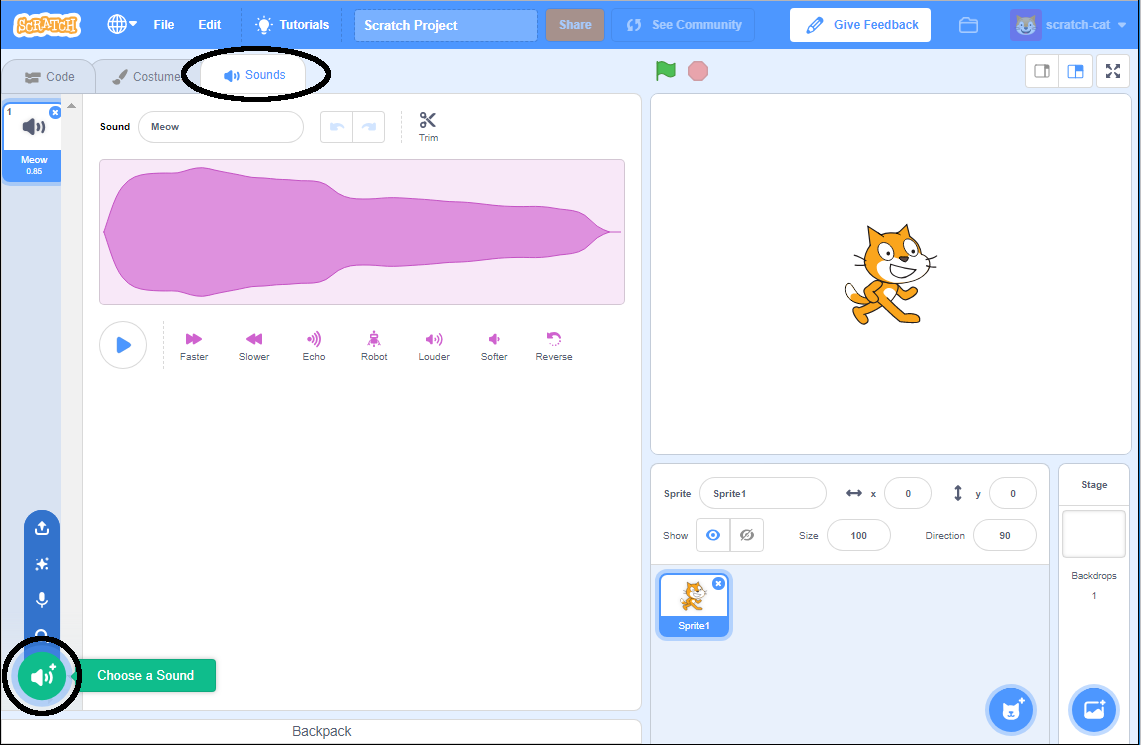 SCRATCH File Edit Tutorials Scratch Project Share See Community Give Feedback scratch-cat
Code Costume Sounds
1
Meow
0.85
Sound Meow Trim
Faster Slower Echo Robot Louder Softer Reverse
Choose a Sound
Backpack
Sprite Sprite1 x 0 y 0
Show Size 100 Direction 90
Sprite1
Stage
Backdrops
1